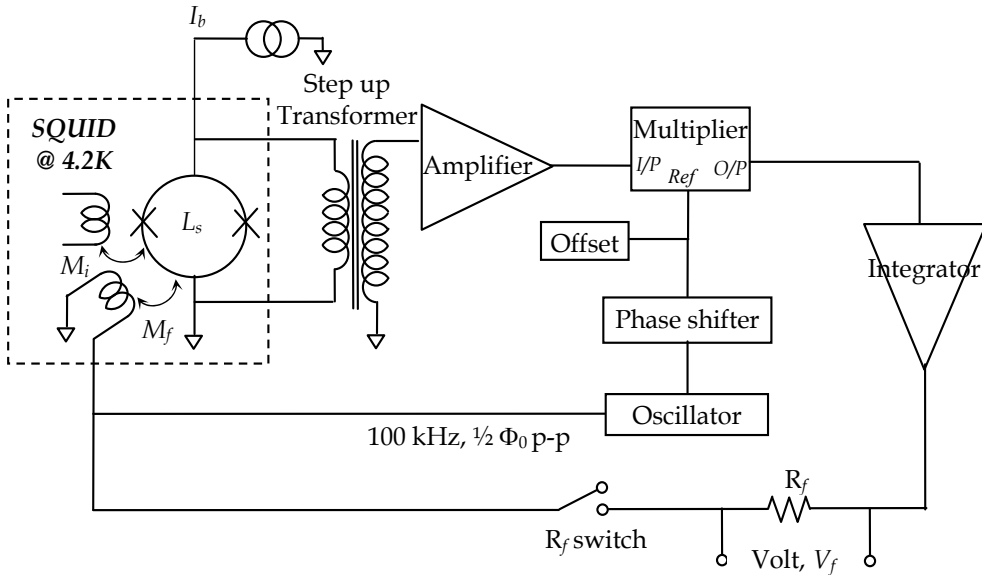 I_b
Step up
Transformer
SQUID
@ 4.2K
Amplifier
Multiplier
I/P Ref O/P
L_s
Offset
Integrator
M_i
M_f
Phase shifter
Oscillator
100 kHz, ½ Φ₀ p-p
R_f
R_f switch
Volt, V_f